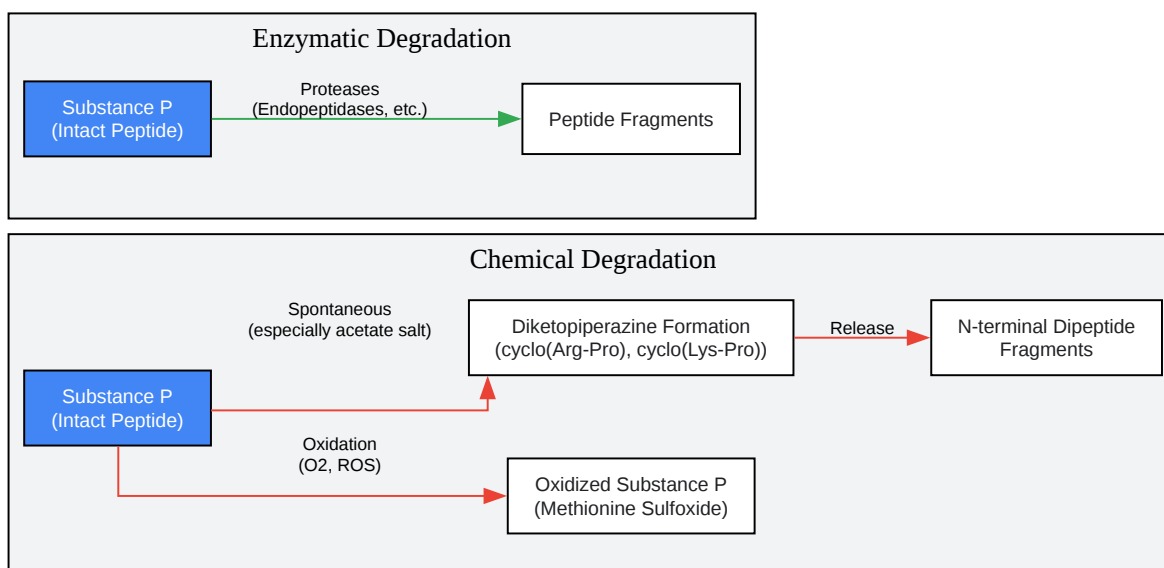 Enzymatic Degradation
Substance P
(Intact Peptide)
Proteases
(Endopeptidases, etc.)
Peptide Fragments
Chemical Degradation
Spontaneous
(especially acetate salt)
Diketopiperazine Formation
(cyclo(Arg-Pro), cyclo(Lys-Pro))
Release
N-terminal Dipeptide
Fragments
Substance P
(Intact Peptide)
Oxidation
(O2, ROS)
Oxidized Substance P
(Methionine Sulfoxide)